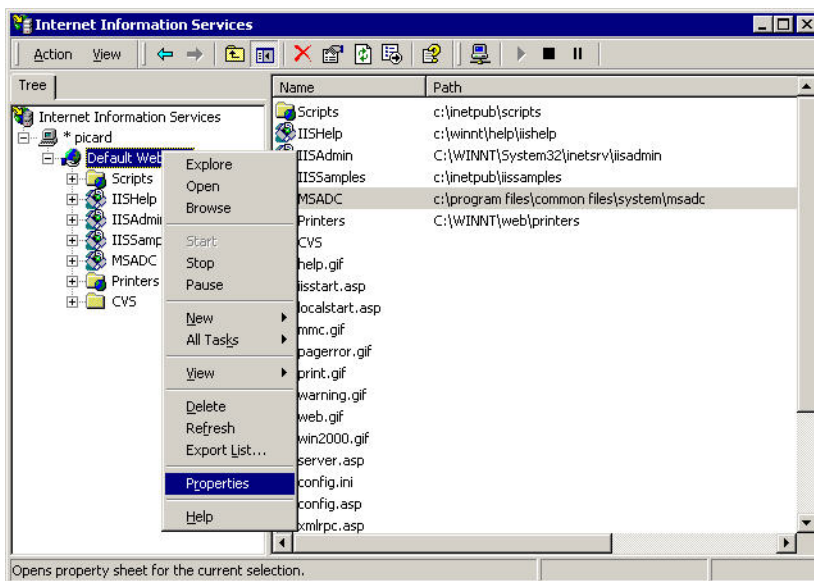 Internet Information Services
Action View
Tree
Name Path
Internet Information Services
* picard
Default Web
Scripts
IISHelp
IISAdmi
IISSamp
MSADC
Printers
CVS
Explore
Open
Browse
Start
Stop
Pause
New
All Tasks
View
Delete
Refresh
Export List...
Properties
Help
Scripts c:\inetpub\scripts
IISHelp c:\winnt\help\iishelp
IISAdmin C:\WINNT\System32\inetsrv\iisadmin
IISSamples c:\inetpub\iissamples
MSADC c:\program files\common files\system\msadc
Printers C:\WINNT\web\printers
CVS
help.gif
iisstart.asp
localstart.asp
mmc.gif
pagerror.gif
print.gif
warning.gif
web.gif
win2000.gif
server.asp
config.ini
config.asp
xmlrpc.asp
Opens property sheet for the current selection.